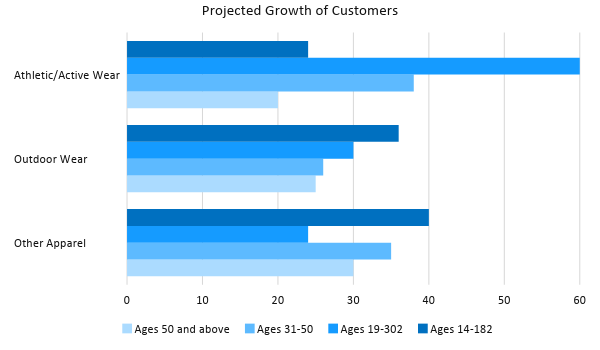 Projected Growth of Customers
Athletic/Active Wear
Outdoor Wear
Other Apparel
0 10 20 30 40 50 60
Ages 50 and above Ages 31-50 Ages 19-302 Ages 14-182